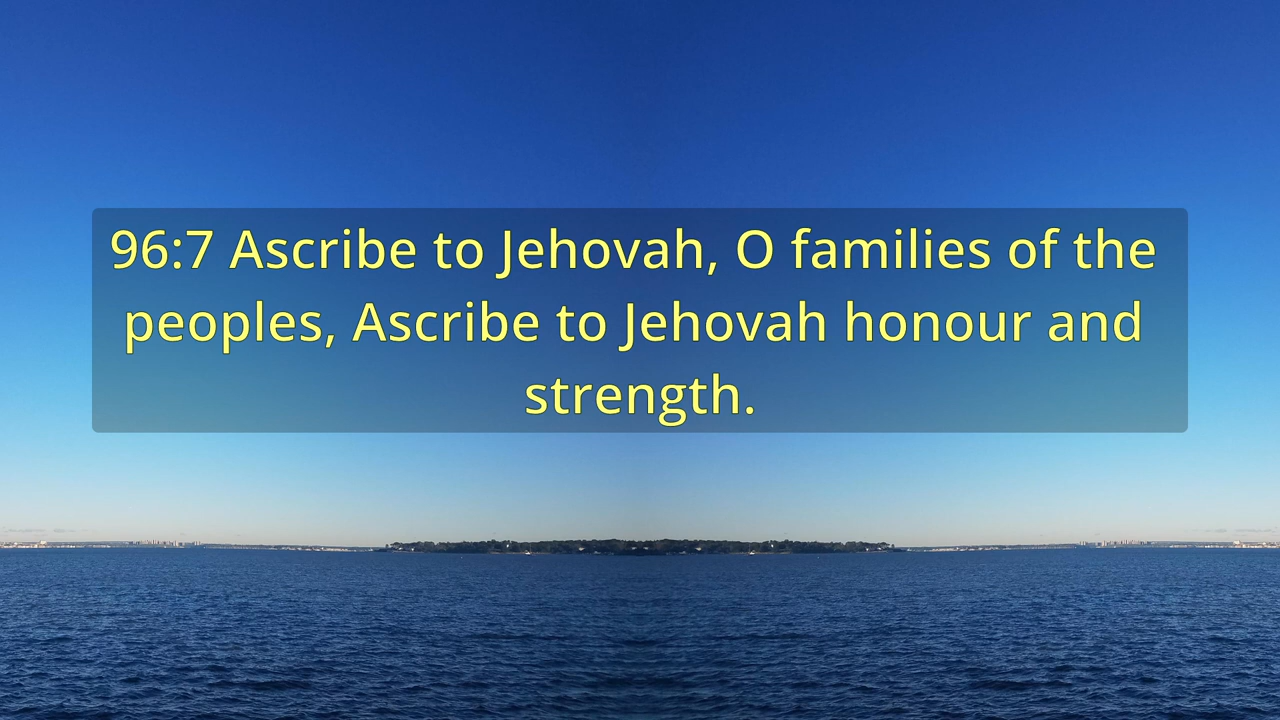 96:7 Ascribe to Jehovah, O families of the
peoples, Ascribe to Jehovah honour and
strength.